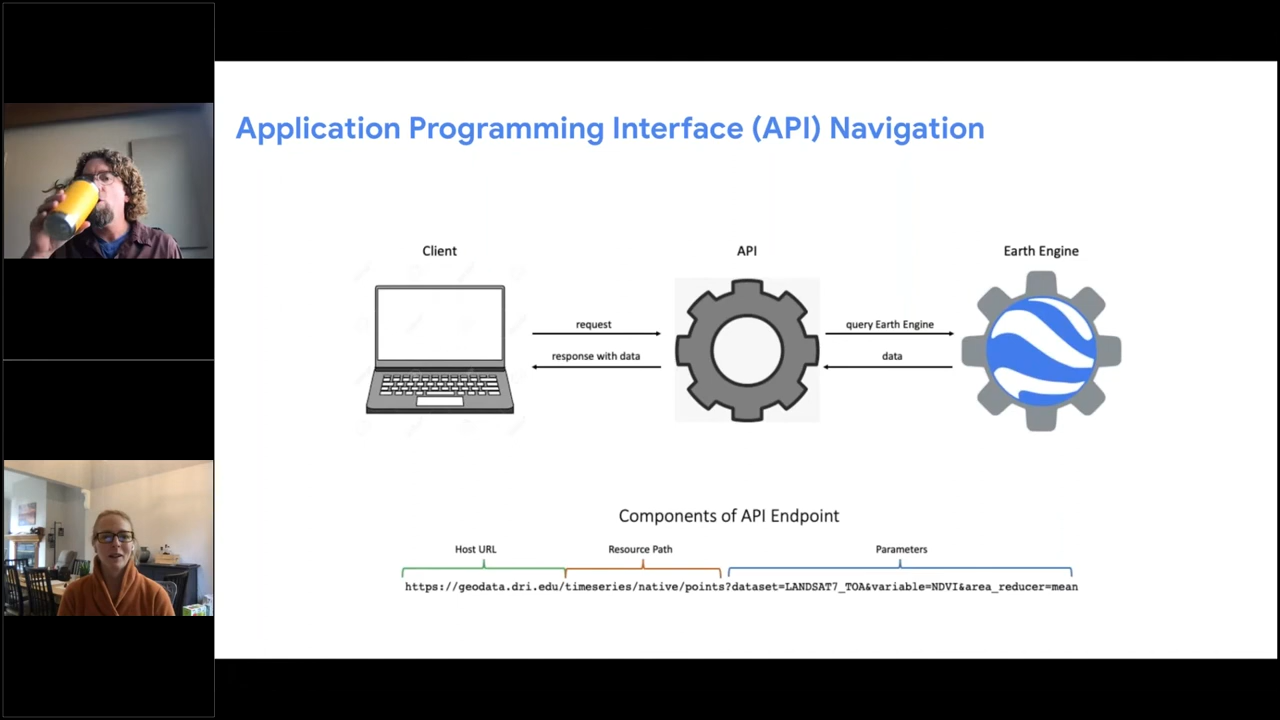 Application Programming Interface (API) Navigation
Client
API
Earth Engine
request
query Earth Engine
response with data
data
Components of API Endpoint
Host URL
Resource Path
Parameters
https://geodata.dri.edu/timeseries/native/points?dataset=LANDSAT7_TOA&variable=NDVI&area_reducer=mean